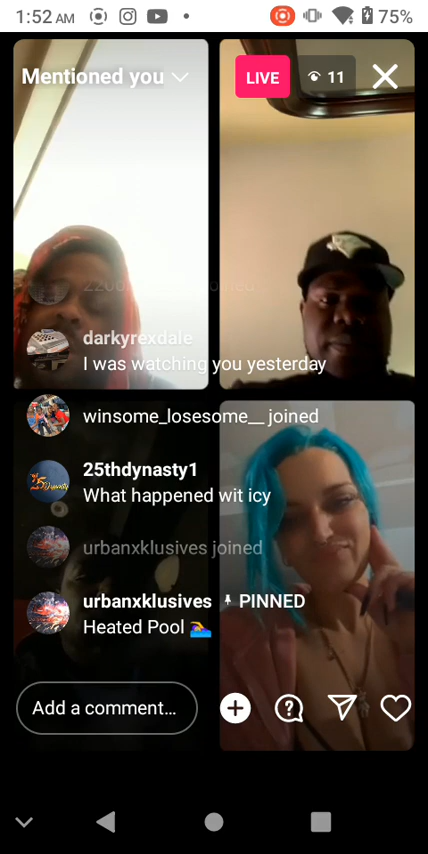 1:52 AM
75%
Mentioned you
LIVE
11
darkyrexdale
I was watching you yesterday
winsome_losesome__ joined
25thdynasty1
What happened wit icy
urbanxklusives joined
urbanxklusives PINNED
Heated Pool 🏊‍♀️
Add a comment...